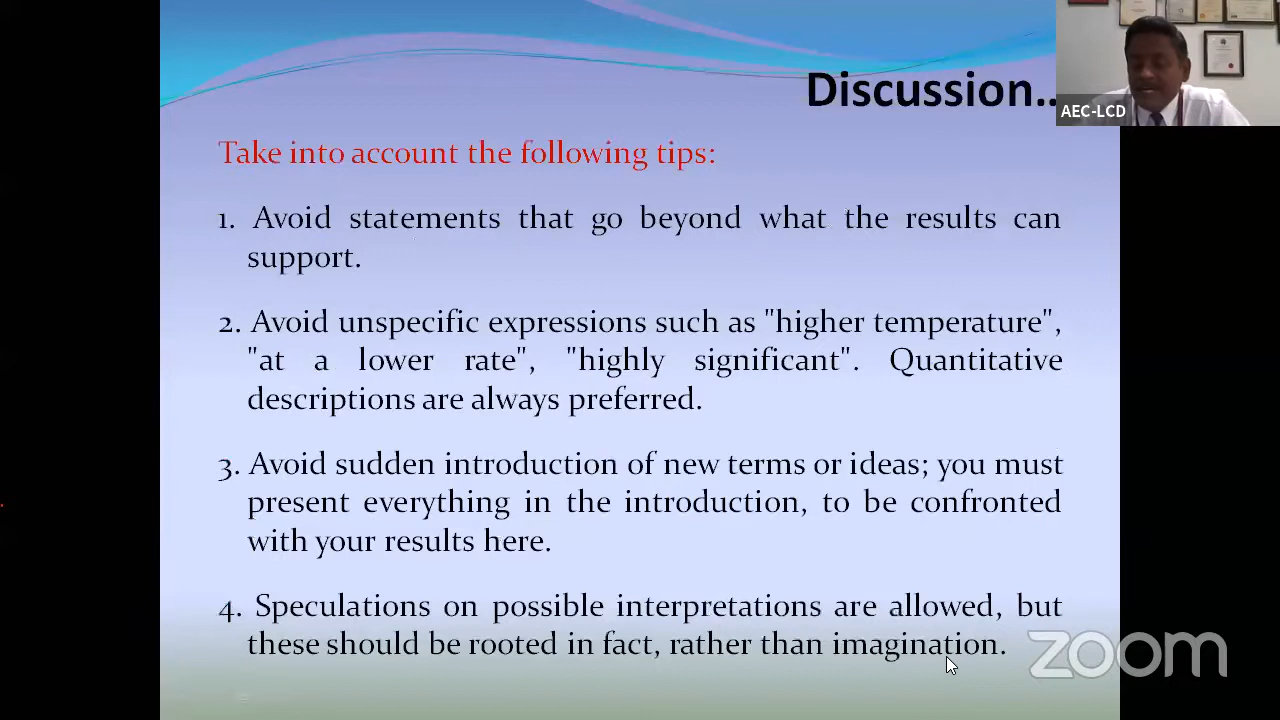 Discussion..
AEC-LCD
Take into account the following tips:
1. Avoid statements that go beyond what the results can
support.
2. Avoid unspecific expressions such as "higher temperature",
"at a lower rate", "highly significant". Quantitative
descriptions are always preferred.
3. Avoid sudden introduction of new terms or ideas; you must
present everything in the introduction, to be confronted
with your results here.
4. Speculations on possible interpretations are allowed, but
these should be rooted in fact, rather than imagination.
zoom